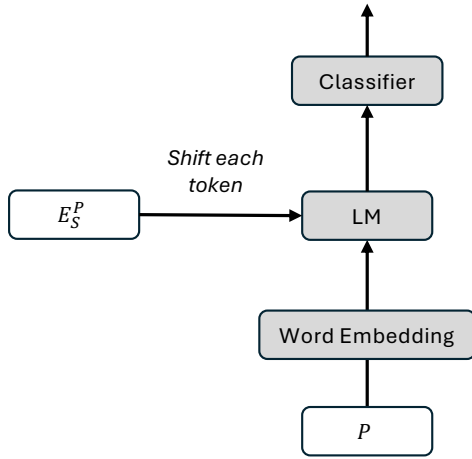 Classifier
Shift each
token
$E_S^P$
LM
Word Embedding
$P$